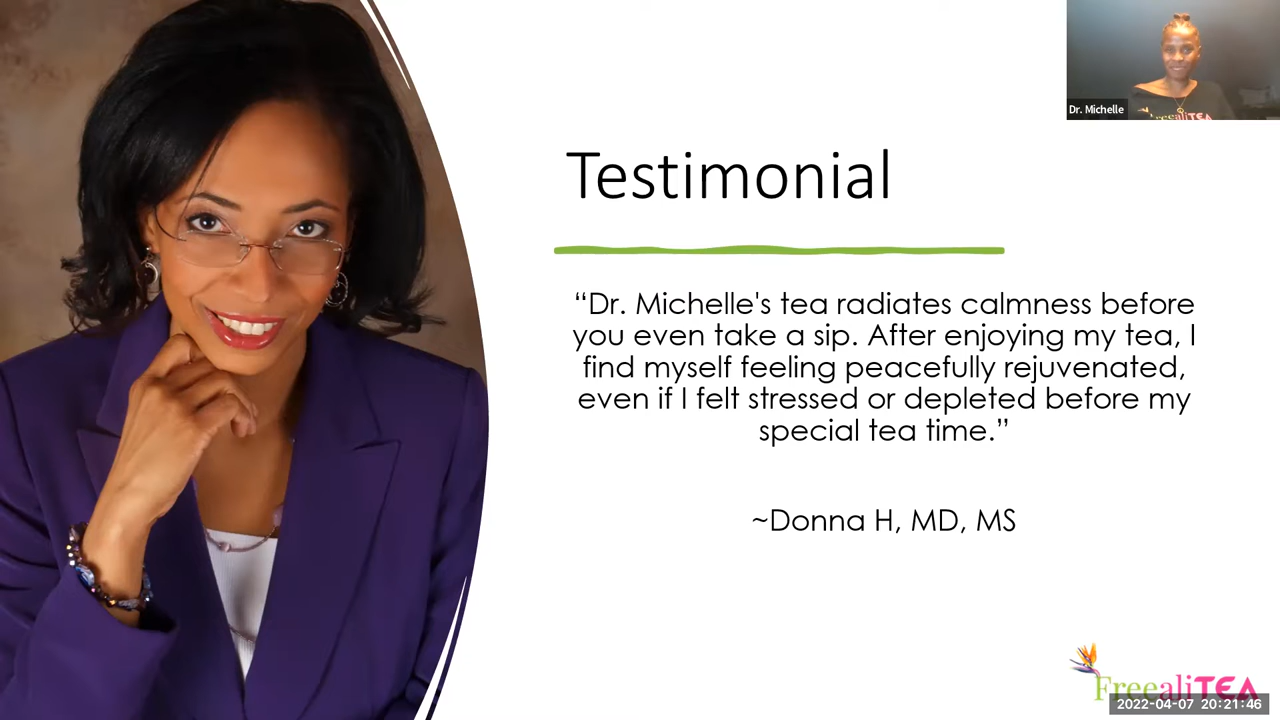 Dr. Michelle
FreealiTEA
Testimonial
“Dr. Michelle's tea radiates calmness before
you even take a sip. After enjoying my tea, I
find myself feeling peacefully rejuvenated,
even if I felt stressed or depleted before my
special tea time.”
~Donna H, MD, MS
FreealiTEA
2022-04-07 20:21:46